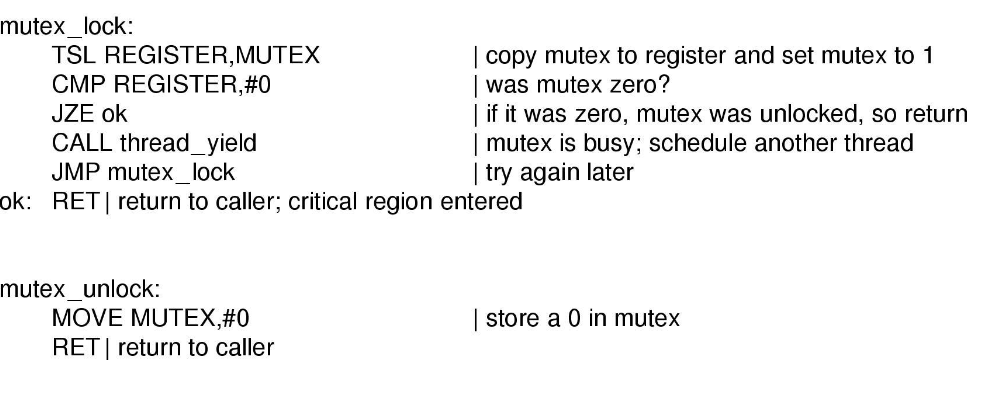 mutex_lock:
TSL REGISTER,MUTEX | copy mutex to register and set mutex to 1
CMP REGISTER,#0 | was mutex zero?
JZE ok | if it was zero, mutex was unlocked, so return
CALL thread_yield | mutex is busy; schedule another thread
JMP mutex_lock | try again later
ok: RET | return to caller; critical region entered
mutex_unlock:
MOVE MUTEX,#0 | store a 0 in mutex
RET | return to caller